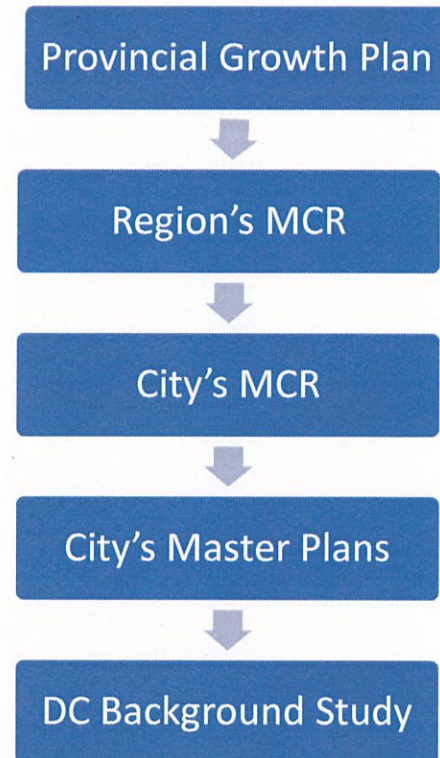 Provincial Growth Plan
Region's MCR
City's MCR
City's Master Plans
DC Background Study